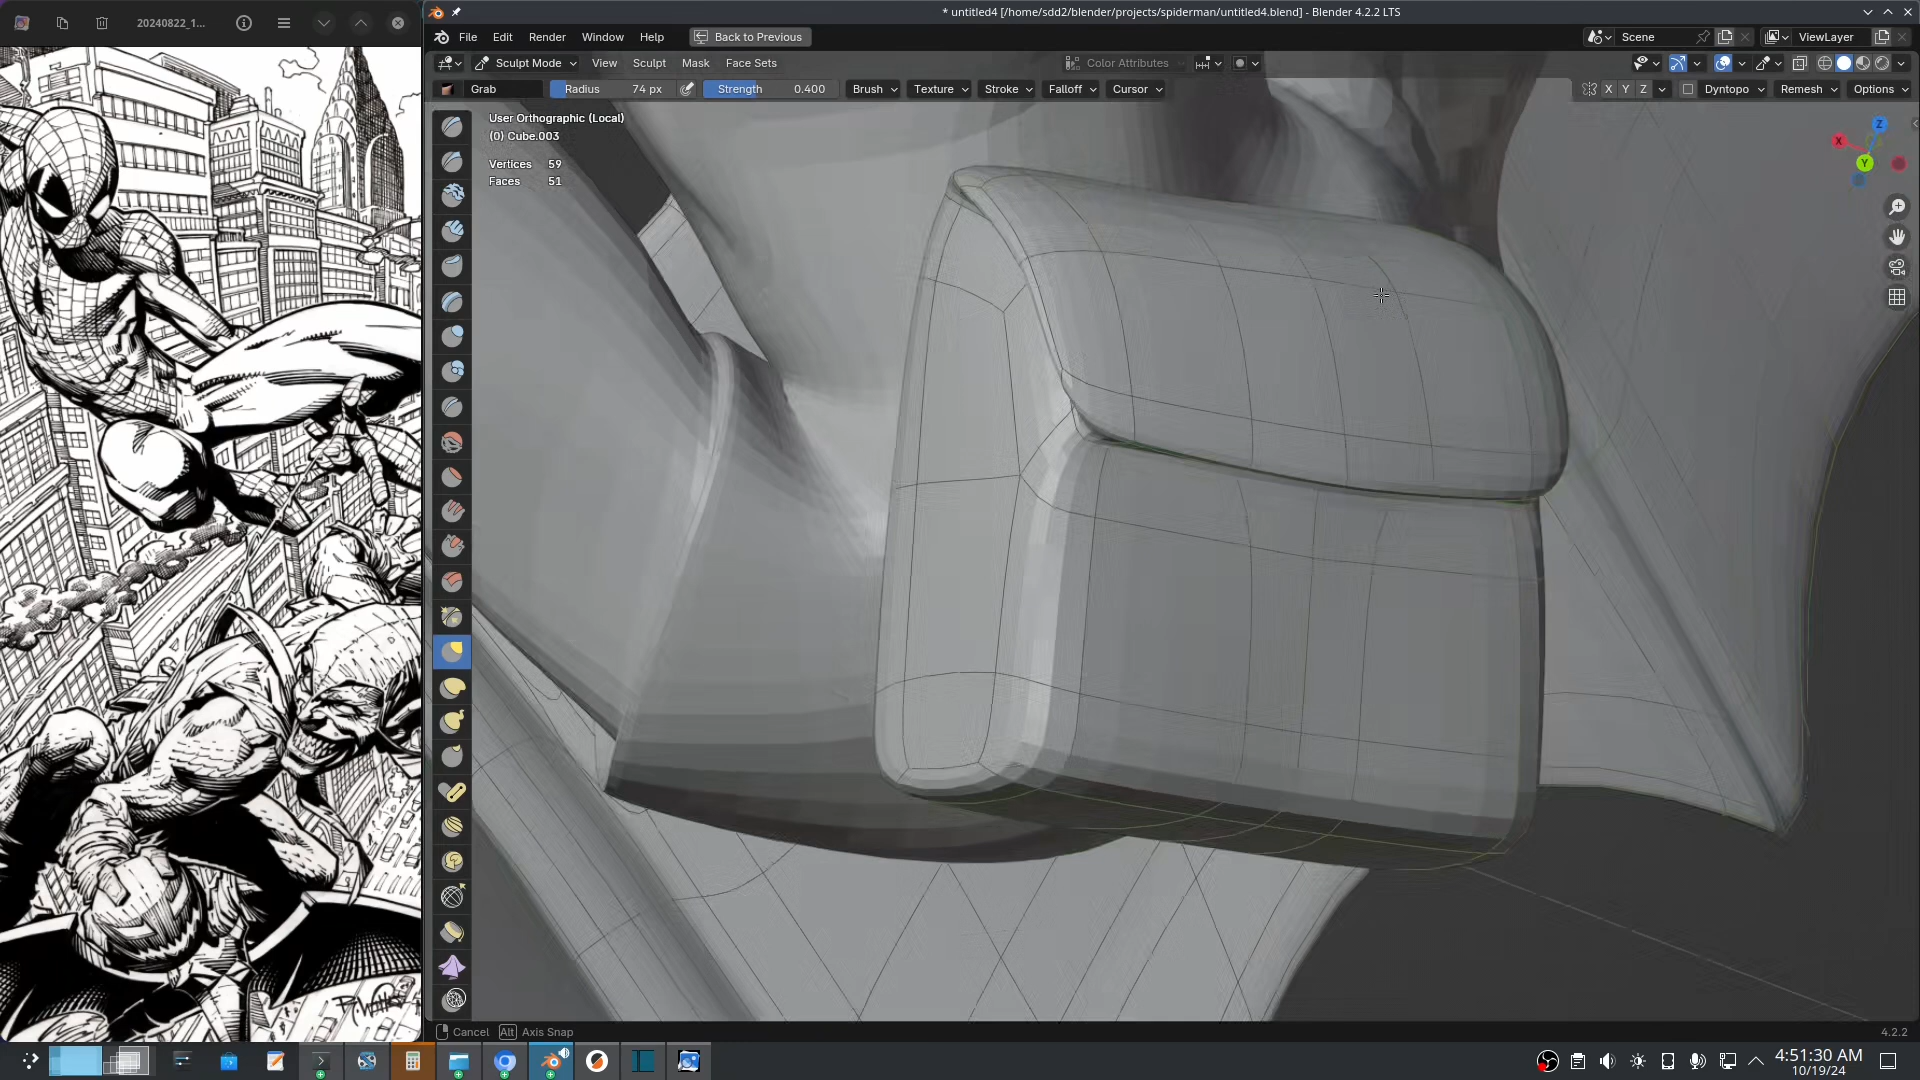 20240822_1...
* untitled4 [/home/sdd2/blender/projects/spiderman/untitled4.blend] - Blender 4.2.2 LTS
File Edit Render Window Help Back to Previous
Scene ViewLayer
Sculpt Mode View Sculpt Mask Face Sets
Color Attributes
Grab Radius 74 px Strength 0.400 Brush Texture Stroke Falloff Cursor
X Y Z Dyntopo Remesh Options
User Orthographic (Local)
(0) Cube.003
Vertices 59
Faces 51
Z
X
Y
Cancel Alt Axis Snap
4.2.2
4:51:30 AM
10/19/24